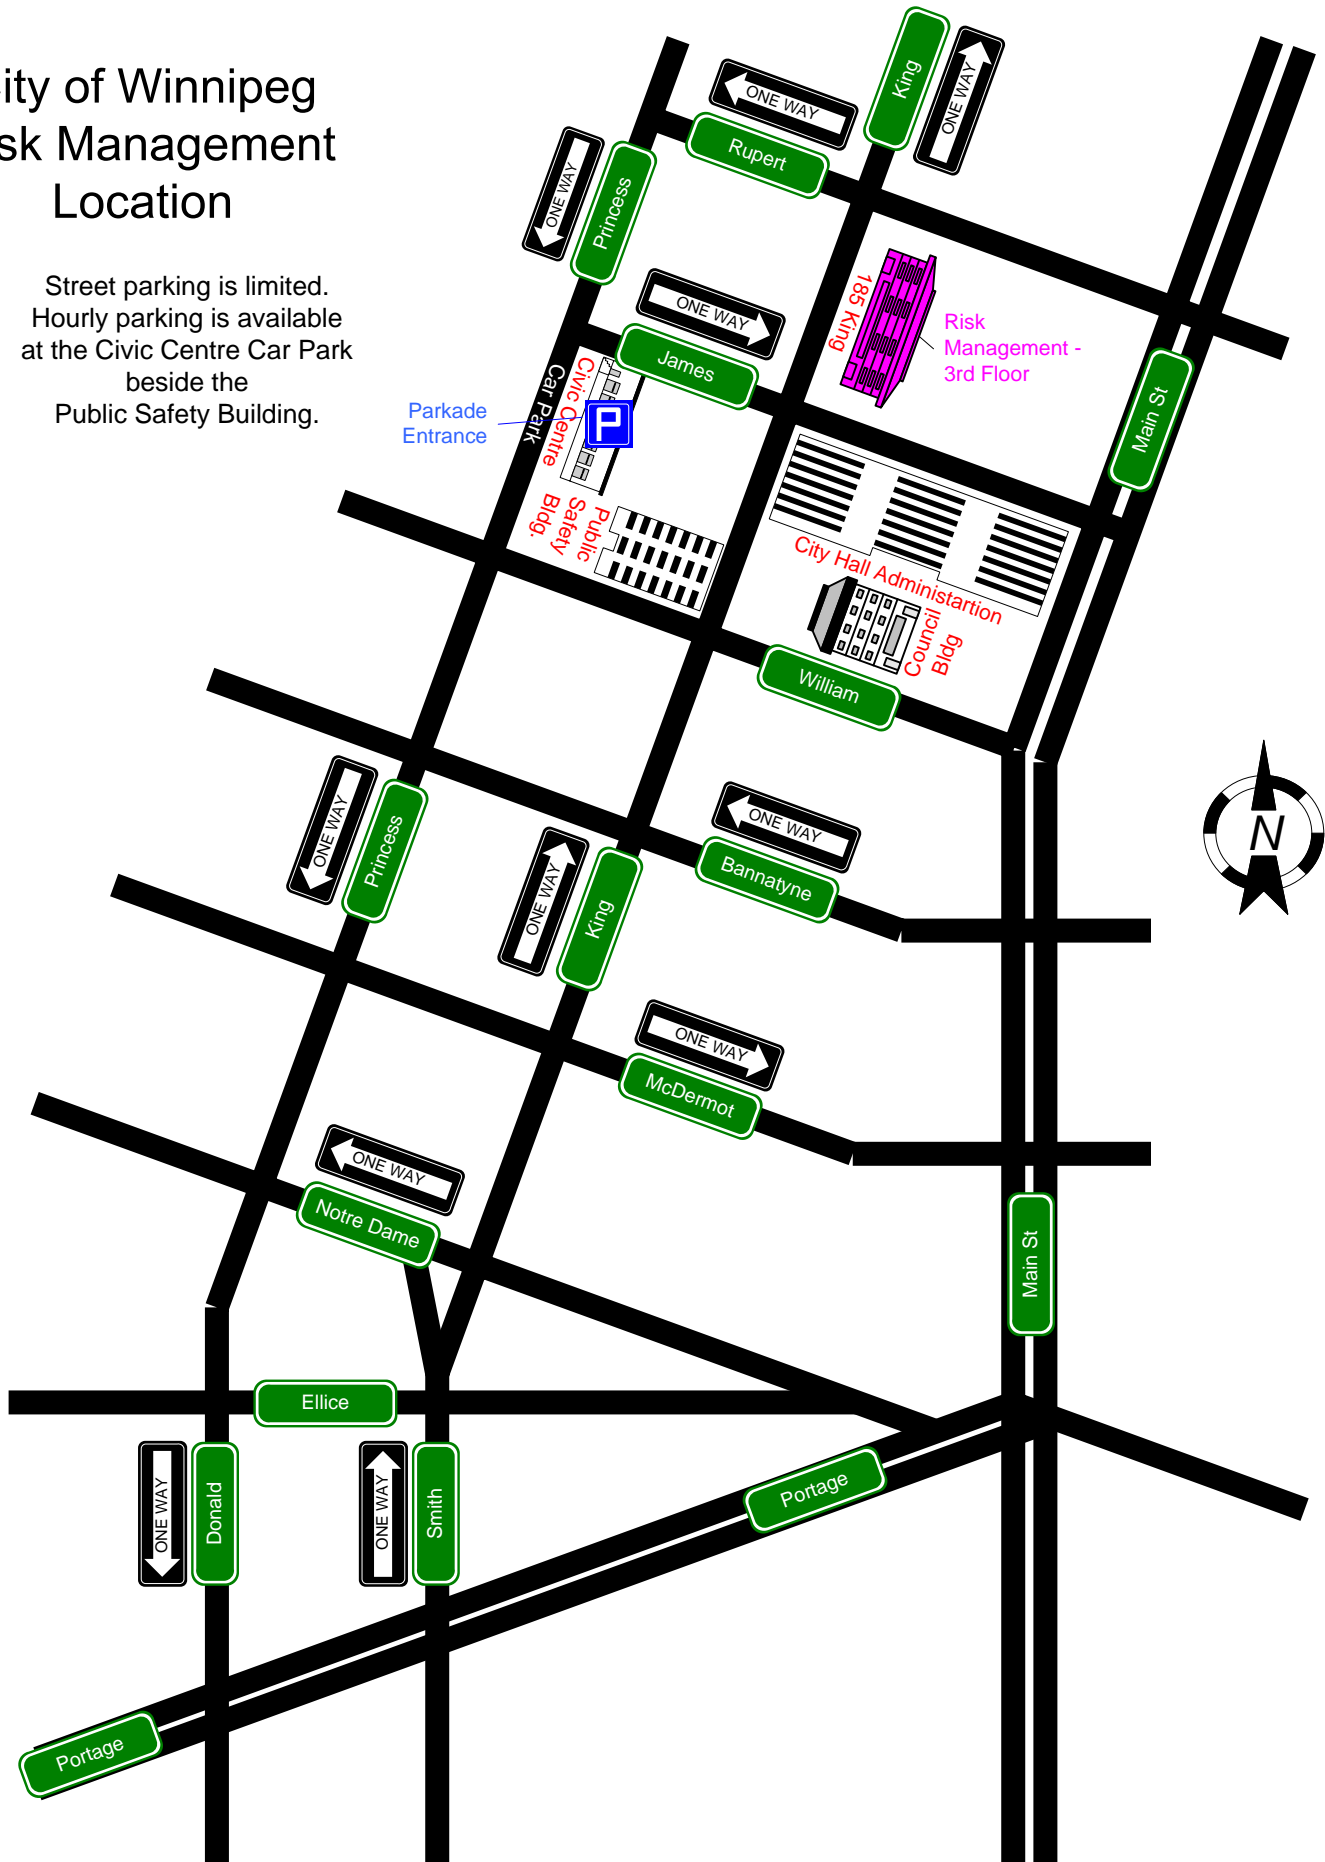 ity of Winnipeg
sk Management
Location
Street parking is limited.
Hourly parking is available
at the Civic Centre Car Park
beside the
Public Safety Building.
King
ONE WAY
ONE WAY
Rupert
ONE WAY
Princess
185 King
Risk
Management -
3rd Floor
ONE WAY
James
Main St
Civic Centre
Car Park
P
Parkade
Entrance
Public
Safety
Bldg.
City Hall Administartion
Council
Bldg
William
N
ONE WAY
Princess
ONE WAY
King
ONE WAY
Bannatyne
ONE WAY
McDermot
ONE WAY
Notre Dame
Main St
Ellice
ONE WAY
Donald
ONE WAY
Smith
Portage
Portage